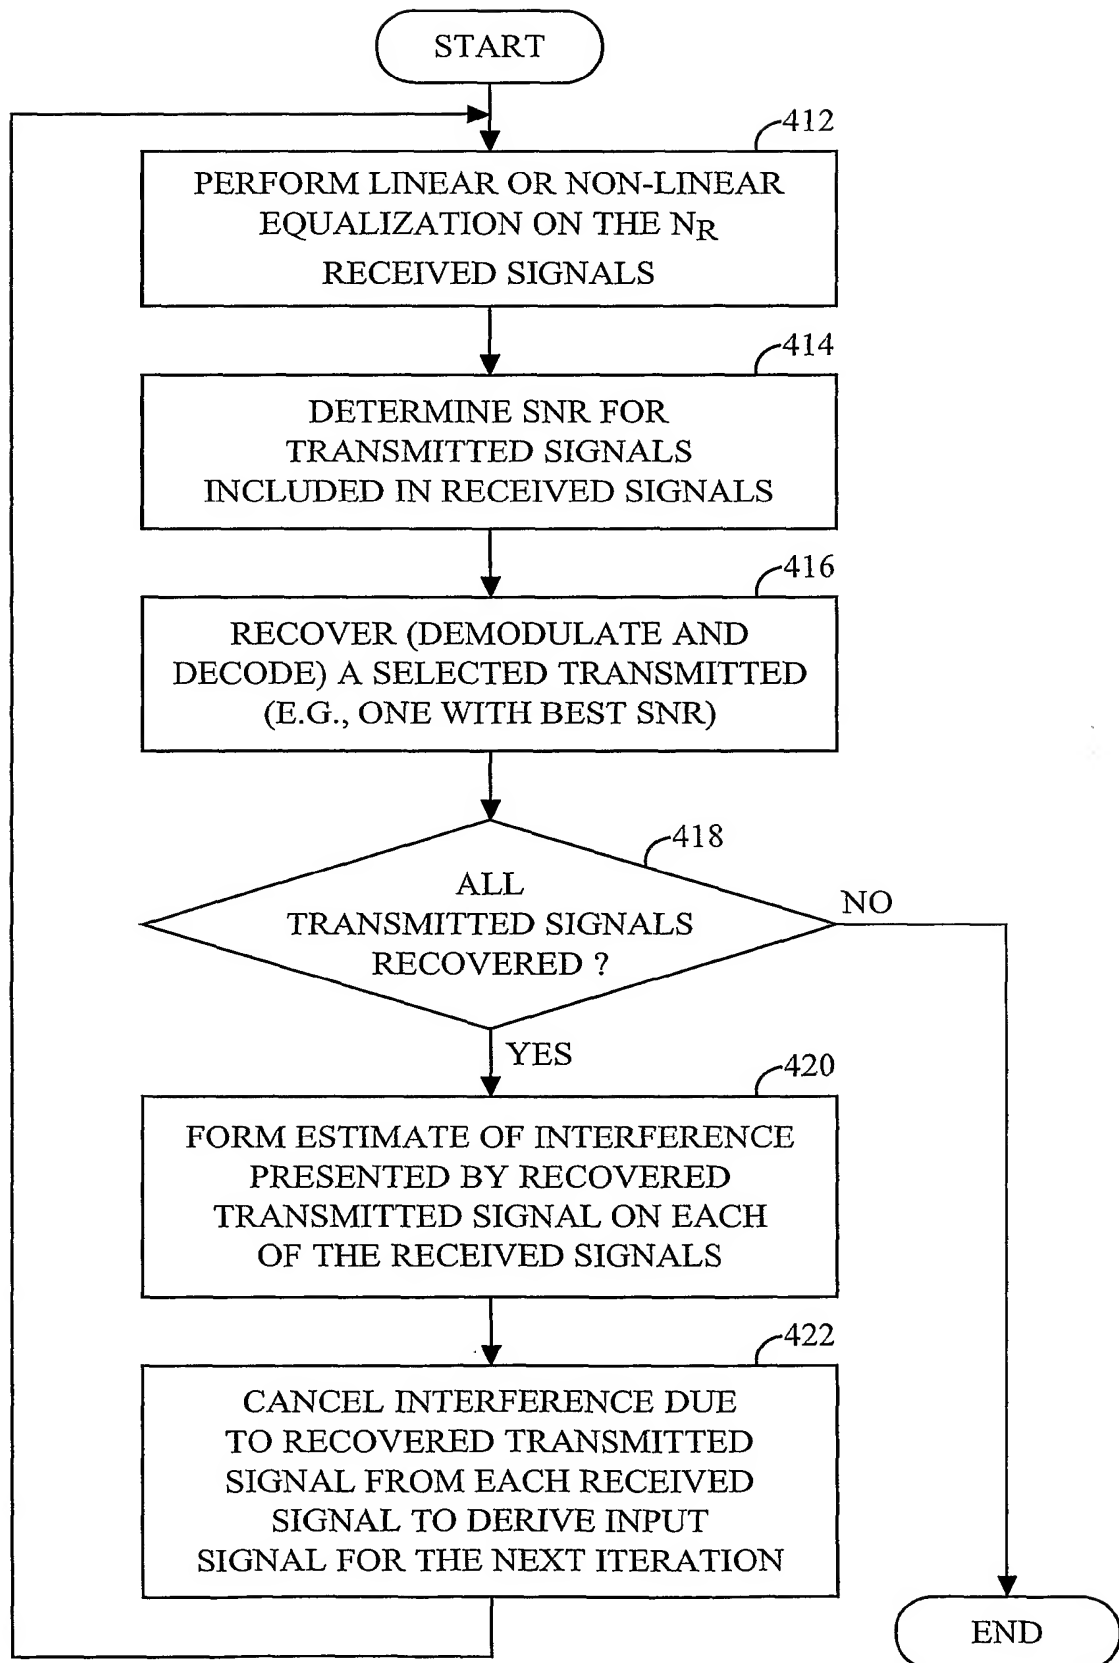 START
412
PERFORM LINEAR OR NON-LINEAR
EQUALIZATION ON THE NR
RECEIVED SIGNALS
414
DETERMINE SNR FOR
TRANSMITTED SIGNALS
INCLUDED IN RECEIVED SIGNALS
416
RECOVER (DEMODULATE AND
DECODE) A SELECTED TRANSMITTED
(E.G., ONE WITH BEST SNR)
418
ALL
TRANSMITTED SIGNALS
RECOVERED ?
NO
YES
420
FORM ESTIMATE OF INTERFERENCE
PRESENTED BY RECOVERED
TRANSMITTED SIGNAL ON EACH
OF THE RECEIVED SIGNALS
422
CANCEL INTERFERENCE DUE
TO RECOVERED TRANSMITTED
SIGNAL FROM EACH RECEIVED
SIGNAL TO DERIVE INPUT
SIGNAL FOR THE NEXT ITERATION
END